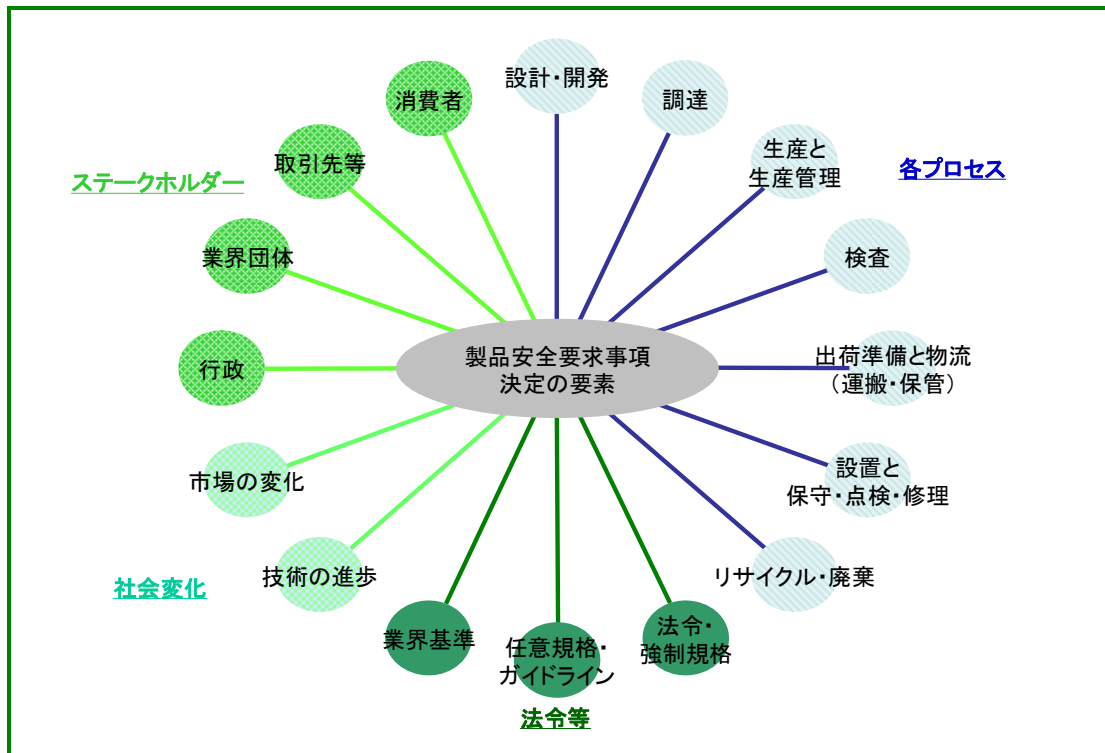 設計・開発
調達
消費者
生産と
生産管理
取引先等
ステークホルダー
各プロセス
業界団体
検査
製品安全要求事項
決定の要素
出荷準備と物流
（運搬・保管）
行政
市場の変化
設置と
保守・点検・修理
技術の進歩
リサイクル・廃棄
社会変化
業界基準
任意規格・
ガイドライン
法令・
強制規格
法令等